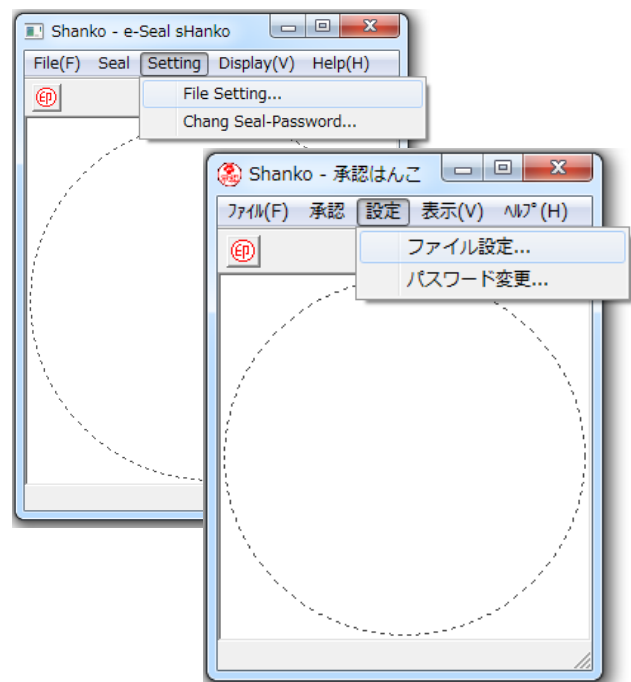 Shanko - e-Seal sHanko
File(F) Seal Setting Display(V) Help(H)
印
File Setting...
Chang Seal-Password...
Shanko - 承認はんこ
ﾌｧｲﾙ(F) 承認 設定 表示(V) ﾍﾙﾌﾟ(H)
印
ファイル設定...
パスワード変更...